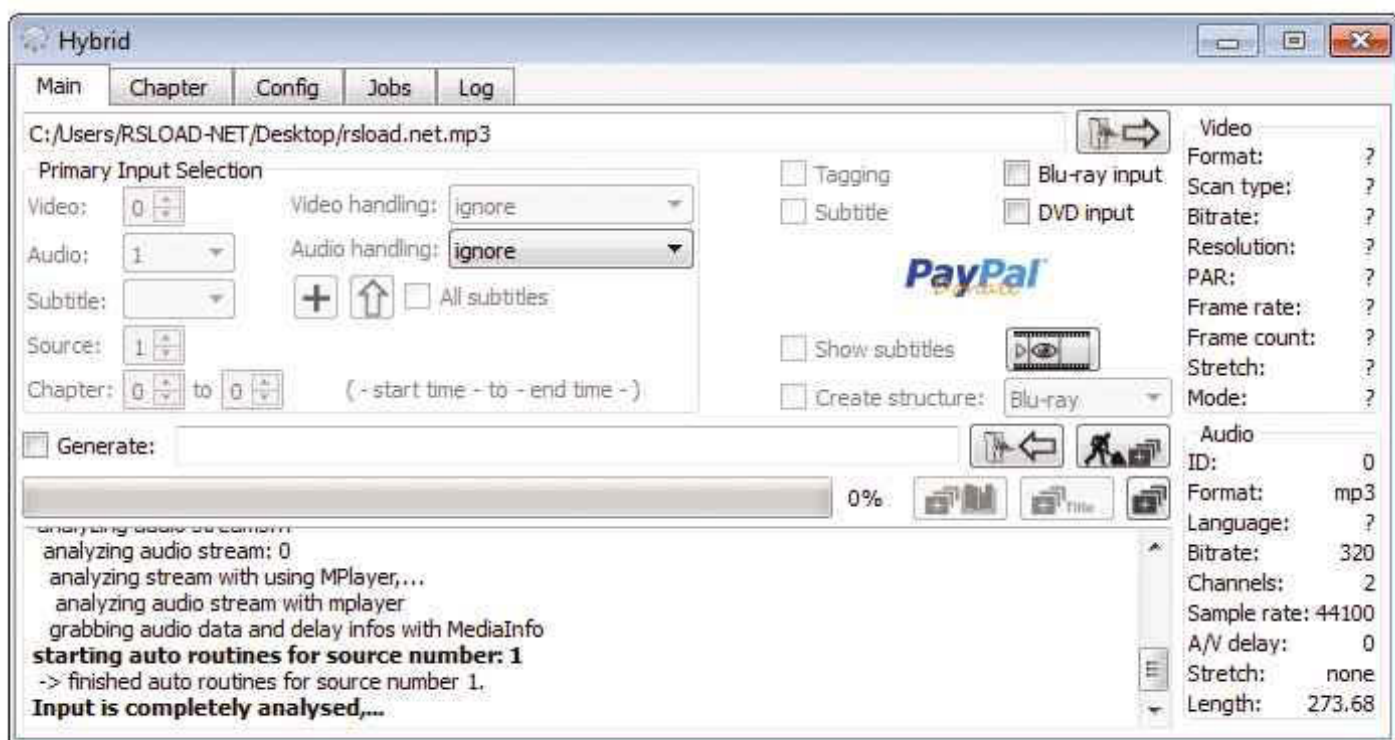 Hybrid
Main Chapter Config Jobs Log
C:/Users/RSLOAD-NET/Desktop/rsload.net.mp3
Primary Input Selection
Video: 0 Video handling: ignore
Audio: 1 Audio handling: ignore
Subtitle: All subtitles
Source: 1
Chapter: 0 to 0 ( - start time - to - end time - )
Tagging Blu-ray input
Subtitle DVD input
PayPal
Donate
Show subtitles
Create structure: Blu-ray
Generate:
0%
Title
analyzing audio streams...
analyzing audio stream: 0
analyzing stream with using MPlayer,...
analyzing audio stream with mplayer
grabbing audio data and delay infos with MediaInfo
starting auto routines for source number: 1
-> finished auto routines for source number 1.
Input is completely analysed,...
Video
Format: ?
Scan type: ?
Bitrate: ?
Resolution: ?
PAR: ?
Frame rate: ?
Frame count: ?
Stretch: ?
Mode: ?
Audio
ID: 0
Format: mp3
Language: ?
Bitrate: 320
Channels: 2
Sample rate: 44100
A/V delay: 0
Stretch: none
Length: 273.68